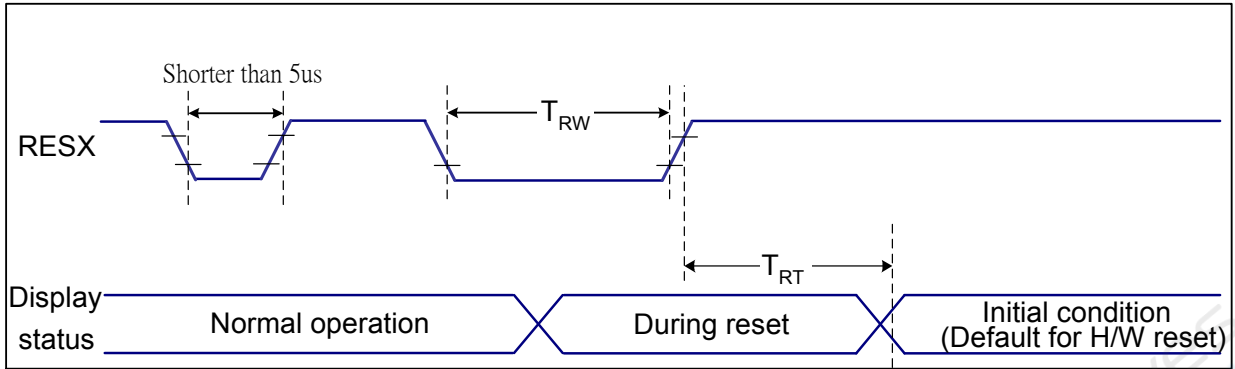 Shorter than 5us
RESX
TRW
TRT
Display
status
Normal operation
During reset
Initial condition
(Default for H/W reset)